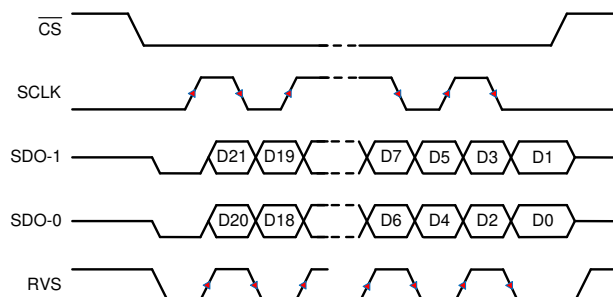 CS
SCLK
SDO-1 D21 D19 D7 D5 D3 D1
SDO-0 D20 D18 D6 D4 D2 D0
RVS